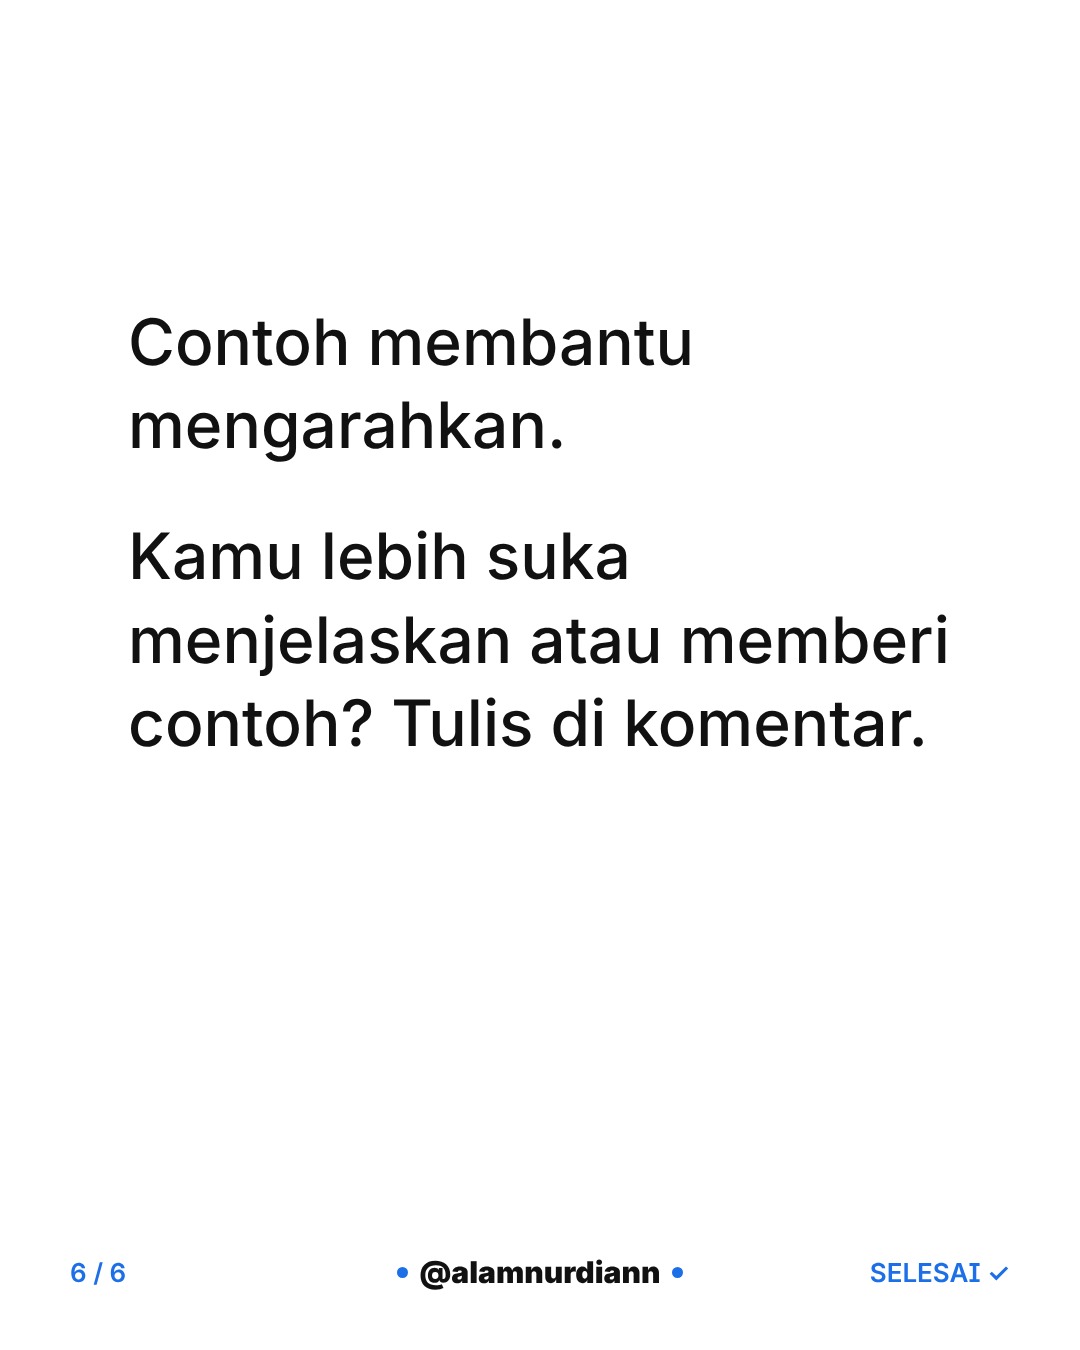 Contoh membantu
mengarahkan.
Kamu lebih suka
menjelaskan atau memberi
contoh? Tulis di komentar.
6 / 6
• @alamnurdiann •
SELESAI ✓